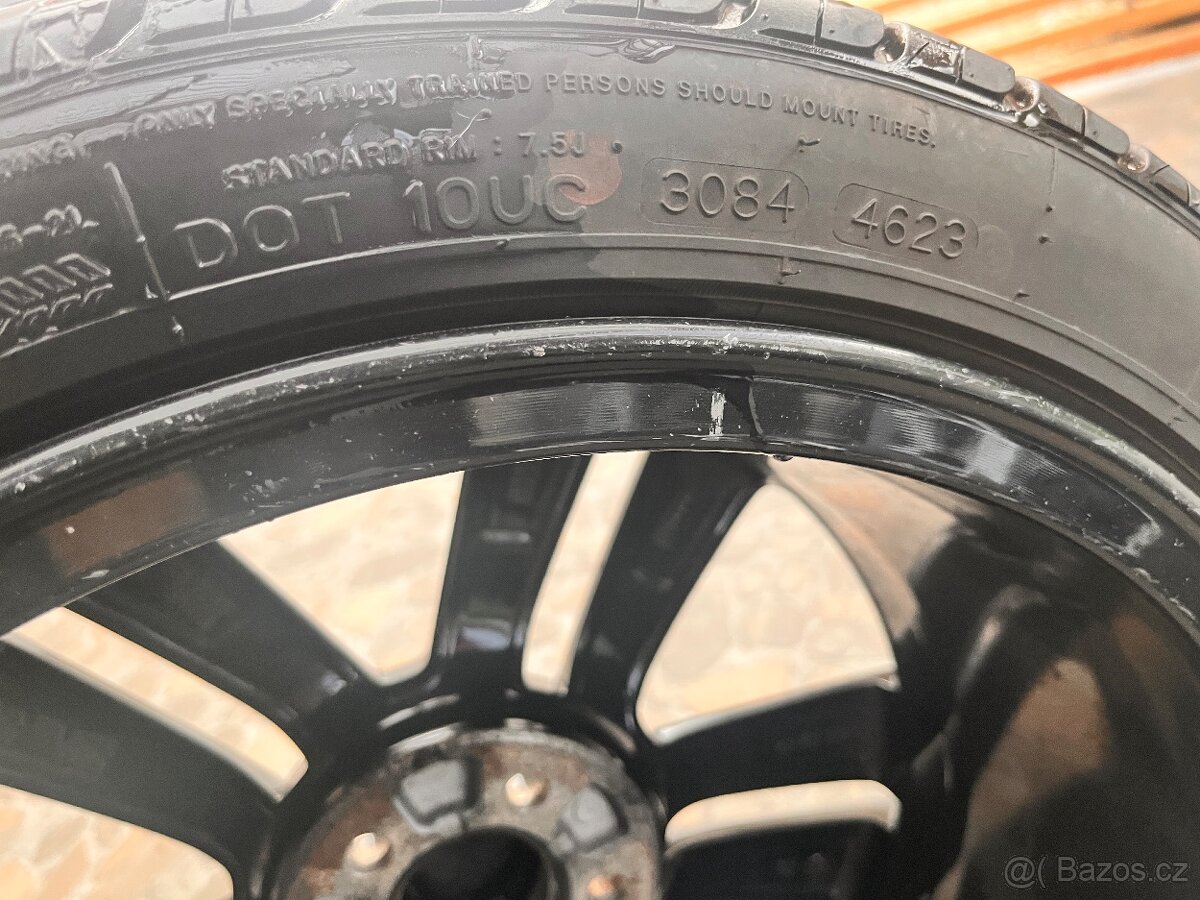 ONLY SPECIALLY TRAINED PERSONS SHOULD MOUNT TIRES.
STANDARD RIM : 7.5J
DOT 10UC 3084 4623
@( Bazos.cz